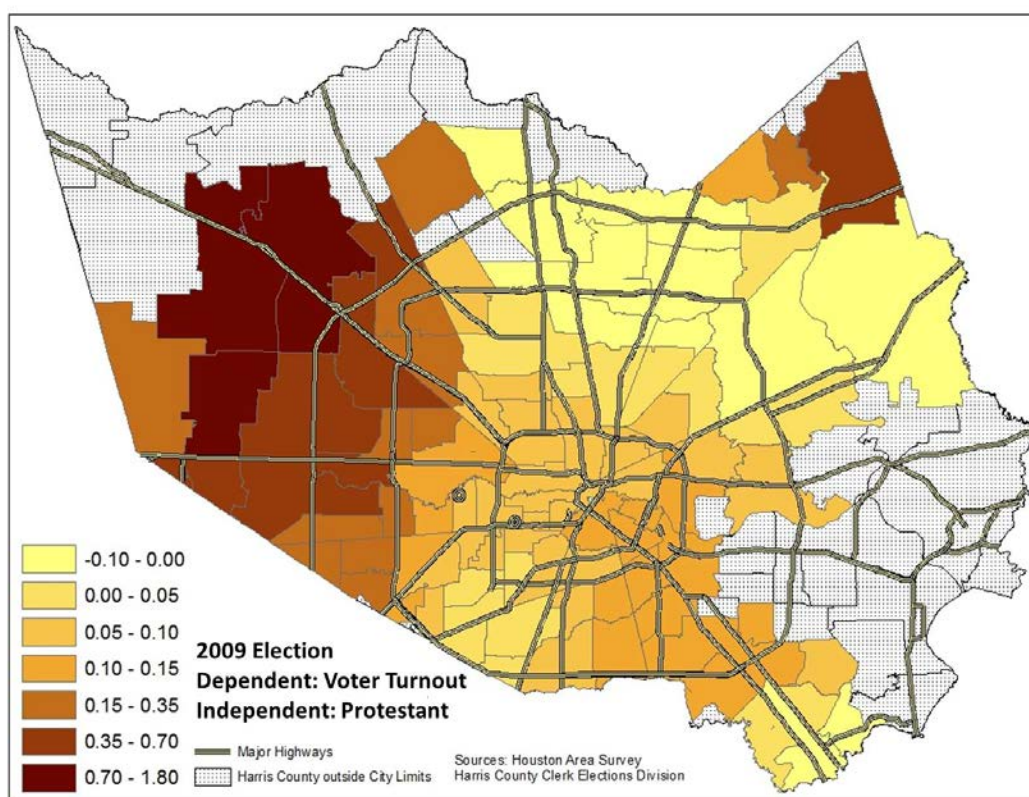 -0.10 - 0.00
0.00 - 0.05
0.05 - 0.10
0.10 - 0.15
0.15 - 0.35
0.35 - 0.70
0.70 - 1.80
2009 Election
Dependent: Voter Turnout
Independent: Protestant
Major Highways
Harris County outside City Limits
Sources: Houston Area Survey
Harris County Clerk Elections Division